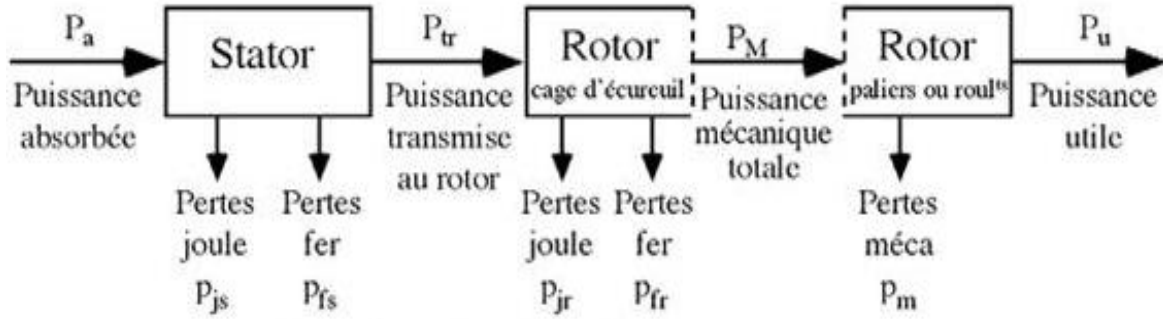 Pa
Puissance
absorbée
Stator
Pertes
joule
pjs
Pertes
fer
pfs
Ptr
Puissance
transmise
au rotor
Rotor
cage d'écureuil
Pertes
joule
pjr
Pertes
fer
pfr
PM
Puissance
mécanique
totale
Rotor
paliers ou roults
Pertes
méca
pm
Pu
Puissance
utile